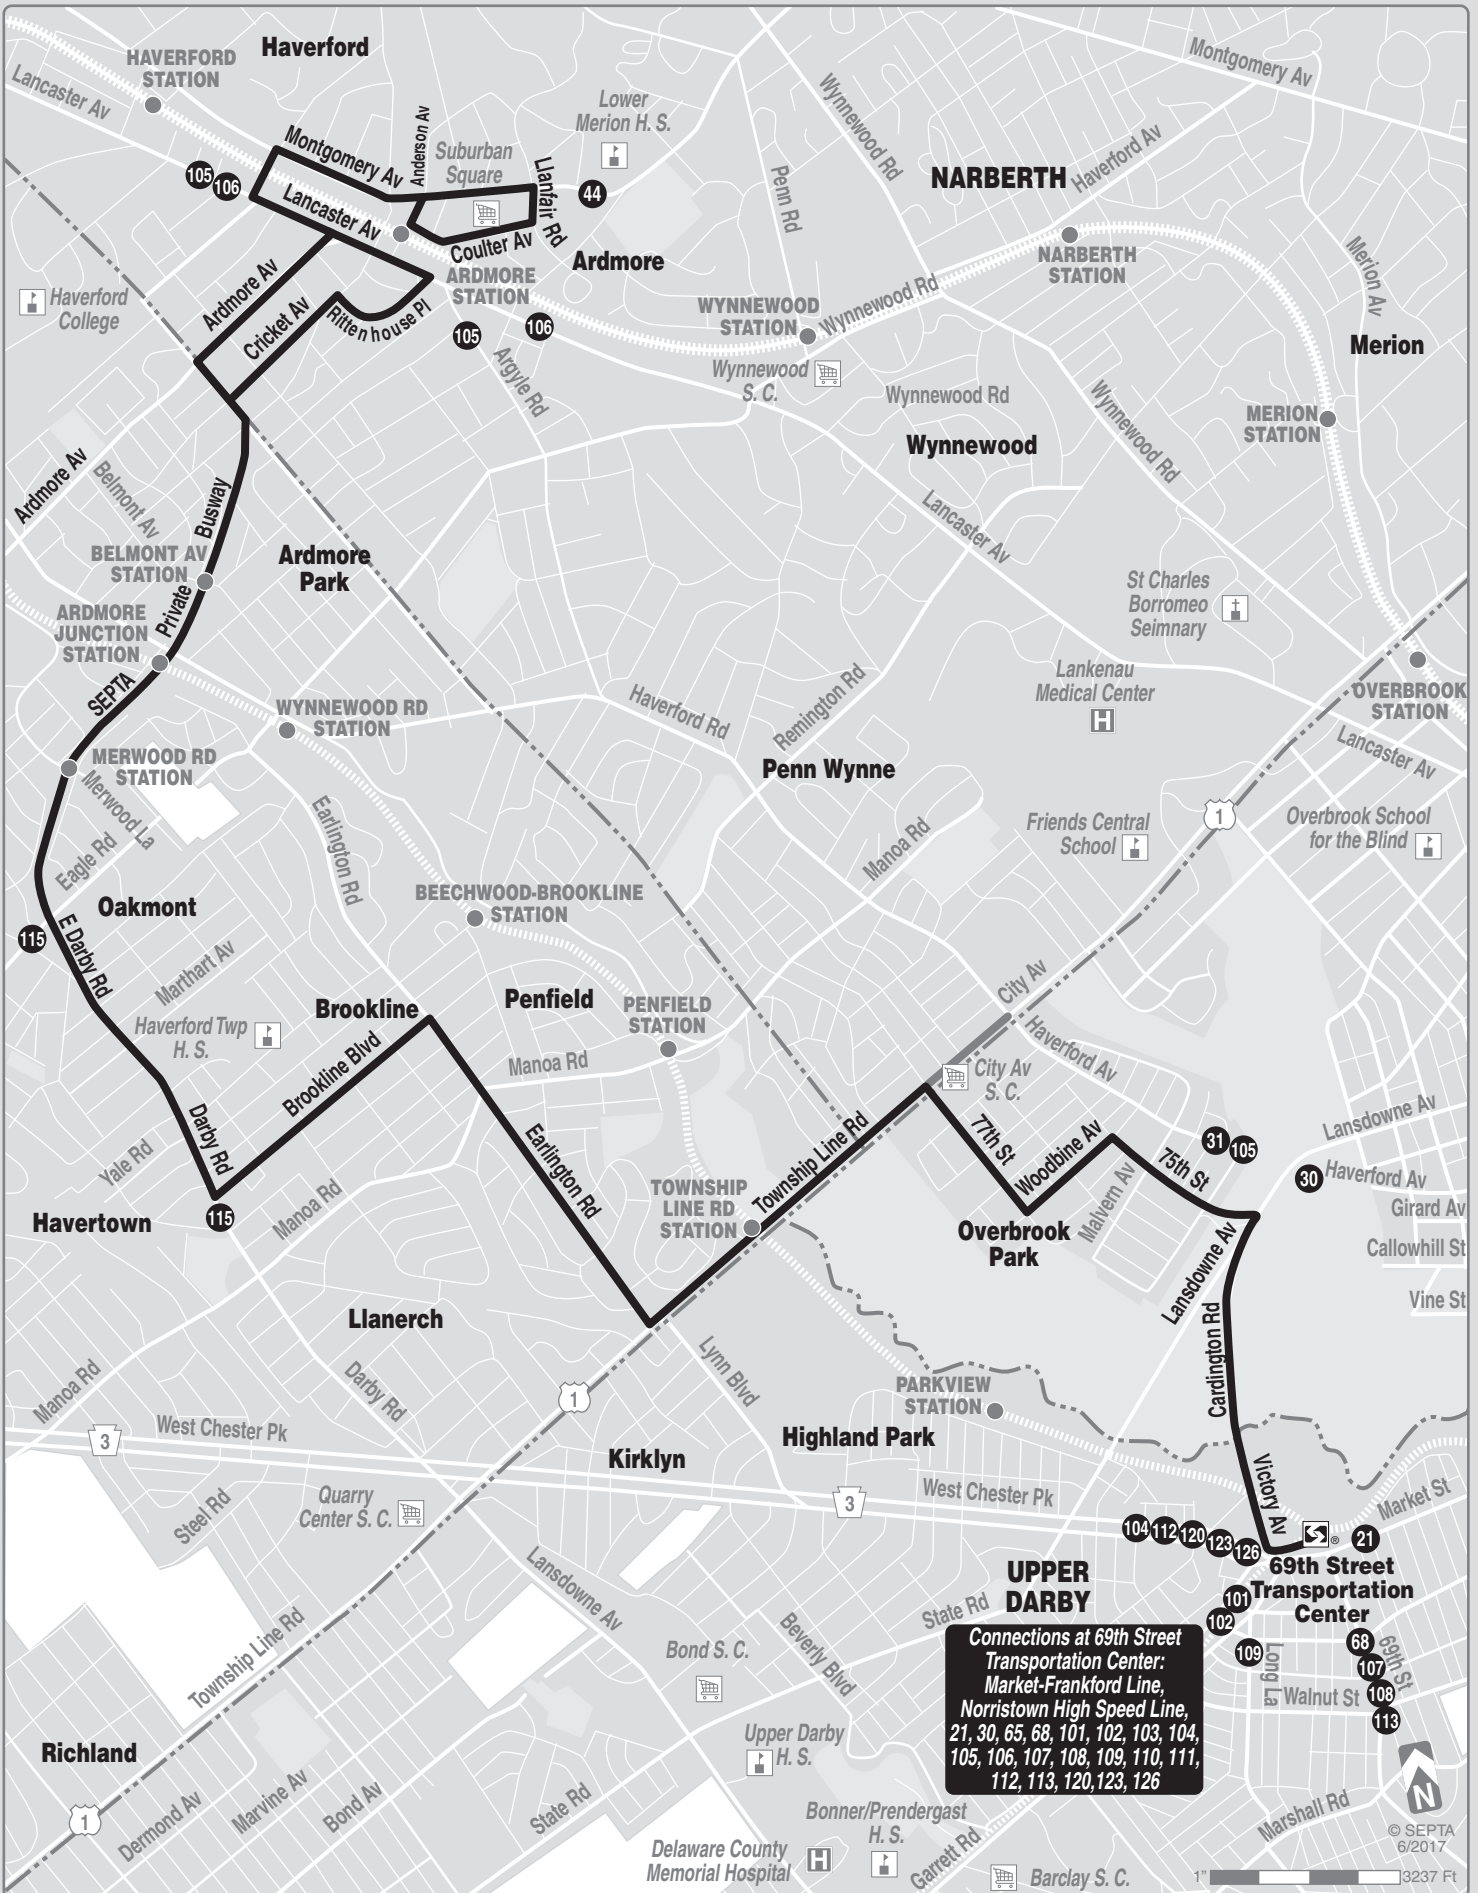 Haverford
HAVERFORD
STATION
Lancaster Av
Montgomery Av
Wynnewood Rd
Lower
Merion H. S.
Anderson Av
Suburban
Square
Montgomery Av
Llanfair Rd
44
105
106
Lancaster Av
Coulter Av
Ardmore
ARDMORE
STATION
Penn Rd
NARBERTH
Haverford Av
NARBERTH
STATION
Merion Av
Merion
Haverford
College
Ardmore Av
Cricket Av
Rittenhouse Pl
105
106
Argyle Rd
WYNNEWOOD
STATION
Wynnewood Rd
Wynnewood
S. C.
Wynnewood Rd
Wynnewood Rd
MERION
STATION
Wynnewood
Ardmore Av
Belmont Av
Busway
Lancaster Av
BELMONT AV
STATION
Ardmore
Park
Private
ARDMORE
JUNCTION
STATION
St Charles
Borromeo
Seimnary
Lankenau
Medical Center
H
OVERBROOK
STATION
Lancaster Av
SEPTA
WYNNEWOOD RD
STATION
Haverford Rd
Remington Rd
MERWOOD RD
STATION
Merwood La
Penn Wynne
Earlington Rd
Eagle Rd
Manoa Rd
Friends Central
School
1
Overbrook School
for the Blind
BEECHWOOD-BROOKLINE
STATION
Oakmont
115
E Darby Rd
Marthart Av
Haverford Twp
H. S.
Brookline
Penfield
PENFIELD
STATION
City Av
Haverford Av
Manoa Rd
Brookline Blvd
City Av
S. C.
Darby Rd
Earlington Rd
Township Line Rd
77th St
Woodbine Av
75th St
31
105
Lansdowne Av
30
Haverford Av
Yale Rd
Manoa Rd
Havertown
115
TOWNSHIP
LINE RD
STATION
Malvern Av
Overbrook
Park
Girard Av
Callowhill St
Vine St
Lansdowne Av
Cardington Rd
Llanerch
Lynn Blvd
Manoa Rd
Darby Rd
1
PARKVIEW
STATION
3
West Chester Pk
Kirklyn
Highland Park
Victory Av
3
West Chester Pk
Market St
Steel Rd
Quarry
Center S. C.
104
112
120
123
126
®
21
69th Street
Transportation
Center
Lansdowne Av
UPPER
DARBY
State Rd
101
102
109
Long La
68
69th St
107
Walnut St
108
113
Township Line Rd
Beverly Blvd
Bond S. C.
Connections at 69th Street
Transportation Center:
Market-Frankford Line,
Norristown High Speed Line,
21, 30, 65, 68, 101, 102, 103, 104,
105, 106, 107, 108, 109, 110, 111,
112, 113, 120,123, 126
Richland
Upper Darby
H. S.
N
1
Dermond Av
Marvine Av
Bond Av
State Rd
Bonner/Prendergast
H. S.
Marshall Rd
© SEPTA
6/2017
Delaware County
Memorial Hospital
H
Garrett Rd
Barclay S. C.
1"
3237 Ft